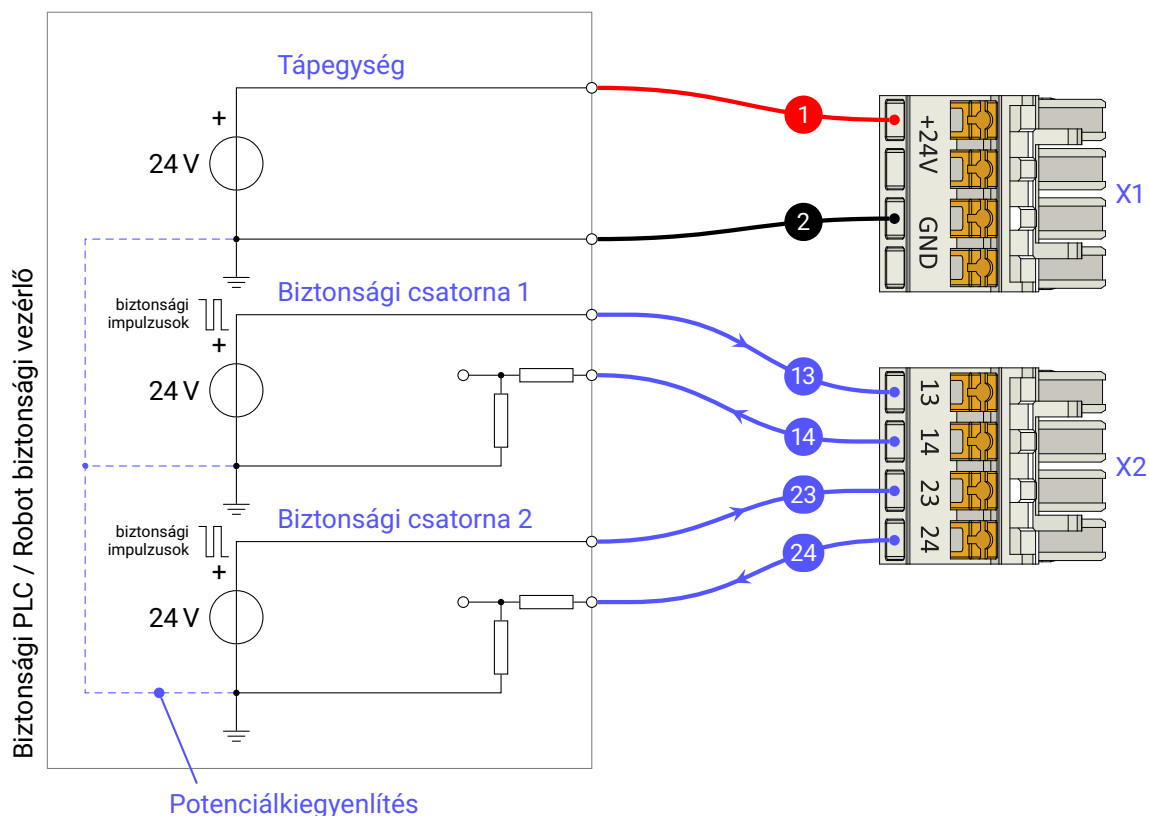 Tápegység
+
24 V
1
+24V
2
GND
X1
Biztonsági PLC / Robot biztonsági vezérlő
Biztonsági csatorna 1
biztonsági
impulzusok
+
24 V
13
13
14
14
23
23
24
24
X2
Biztonsági csatorna 2
biztonsági
impulzusok
+
24 V
Potenciálkiegyenlítés